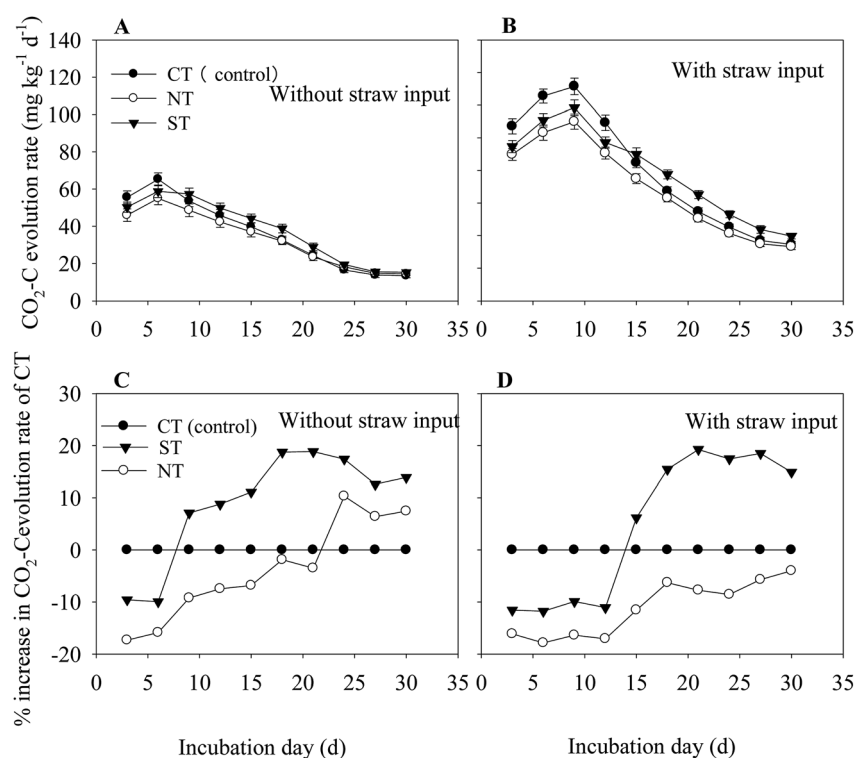 A
B
140
120
100
80
60
40
20
0
CO2-C evolution rate (mg kg-1 d-1)
CT ( control)
NT
ST
Without straw input
With straw input
0 5 10 15 20 25 30 35
0 5 10 15 20 25 30 35
C
D
30
20
10
0
-10
-20
% increase in CO2-Cevolution rate of CT
CT (control)
ST
NT
Without straw input
With straw input
0 5 10 15 20 25 30 35
0 5 10 15 20 25 30 35
Incubation day (d)
Incubation day (d)